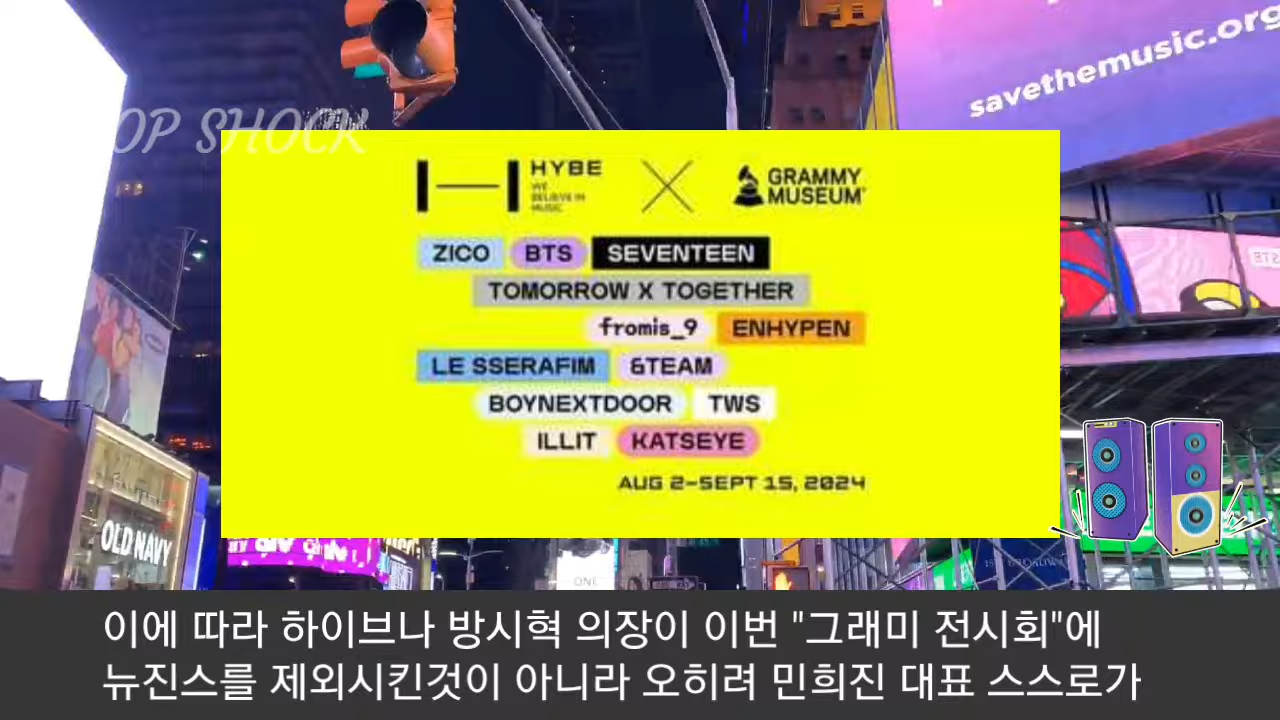 savethemusic.org
OP SHOCK
HYBE
WE
BELIEVE IN
MUSIC
GRAMMY
MUSEUM
ZICO BTS SEVENTEEN
TOMORROW X TOGETHER
fromis_9 ENHYPEN
LE SSERAFIM &TEAM
BOYNEXTDOOR TWS
ILLIT KATSEYE
AUG 2-SEPT 15, 2024
OLD NAVY
ONE
이에 따라 하이브나 방시혁 의장이 이번 "그래미 전시회"에
뉴진스를 제외시킨것이 아니라 오히려 민희진 대표 스스로가